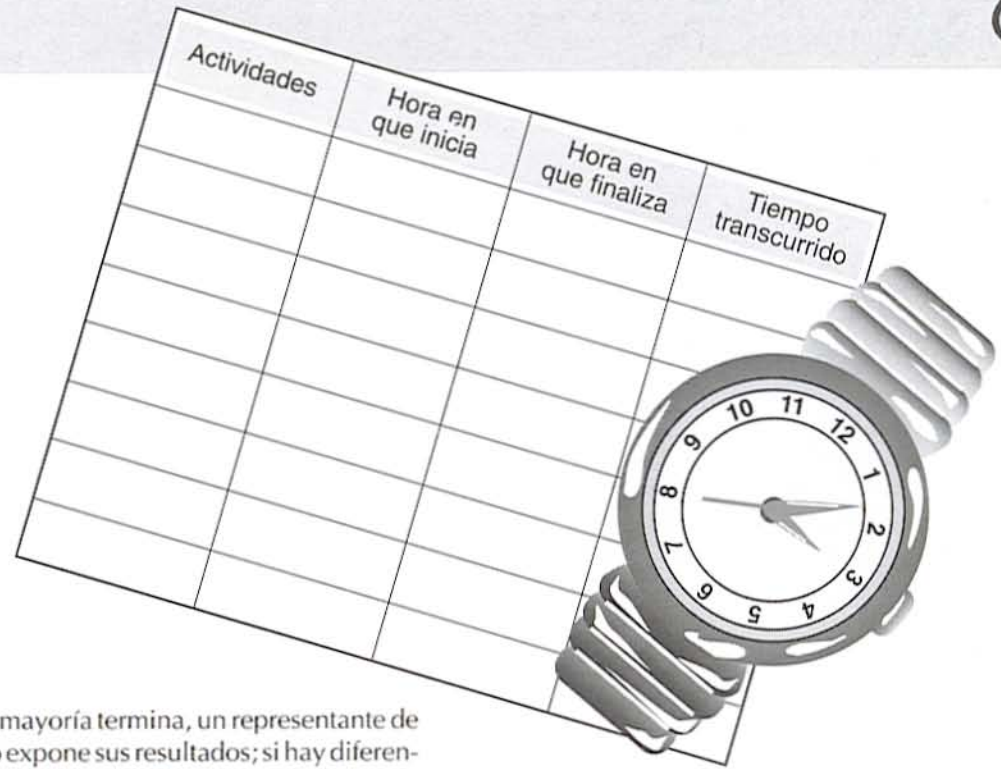 Actividades
Hora en
que inicia
Hora en
que finaliza
Tiempo
transcurrido
10 11 12
9 1
8 2
7 3
6 5 4
mayoría termina, un representante de
expone sus resultados; si hay diferen-